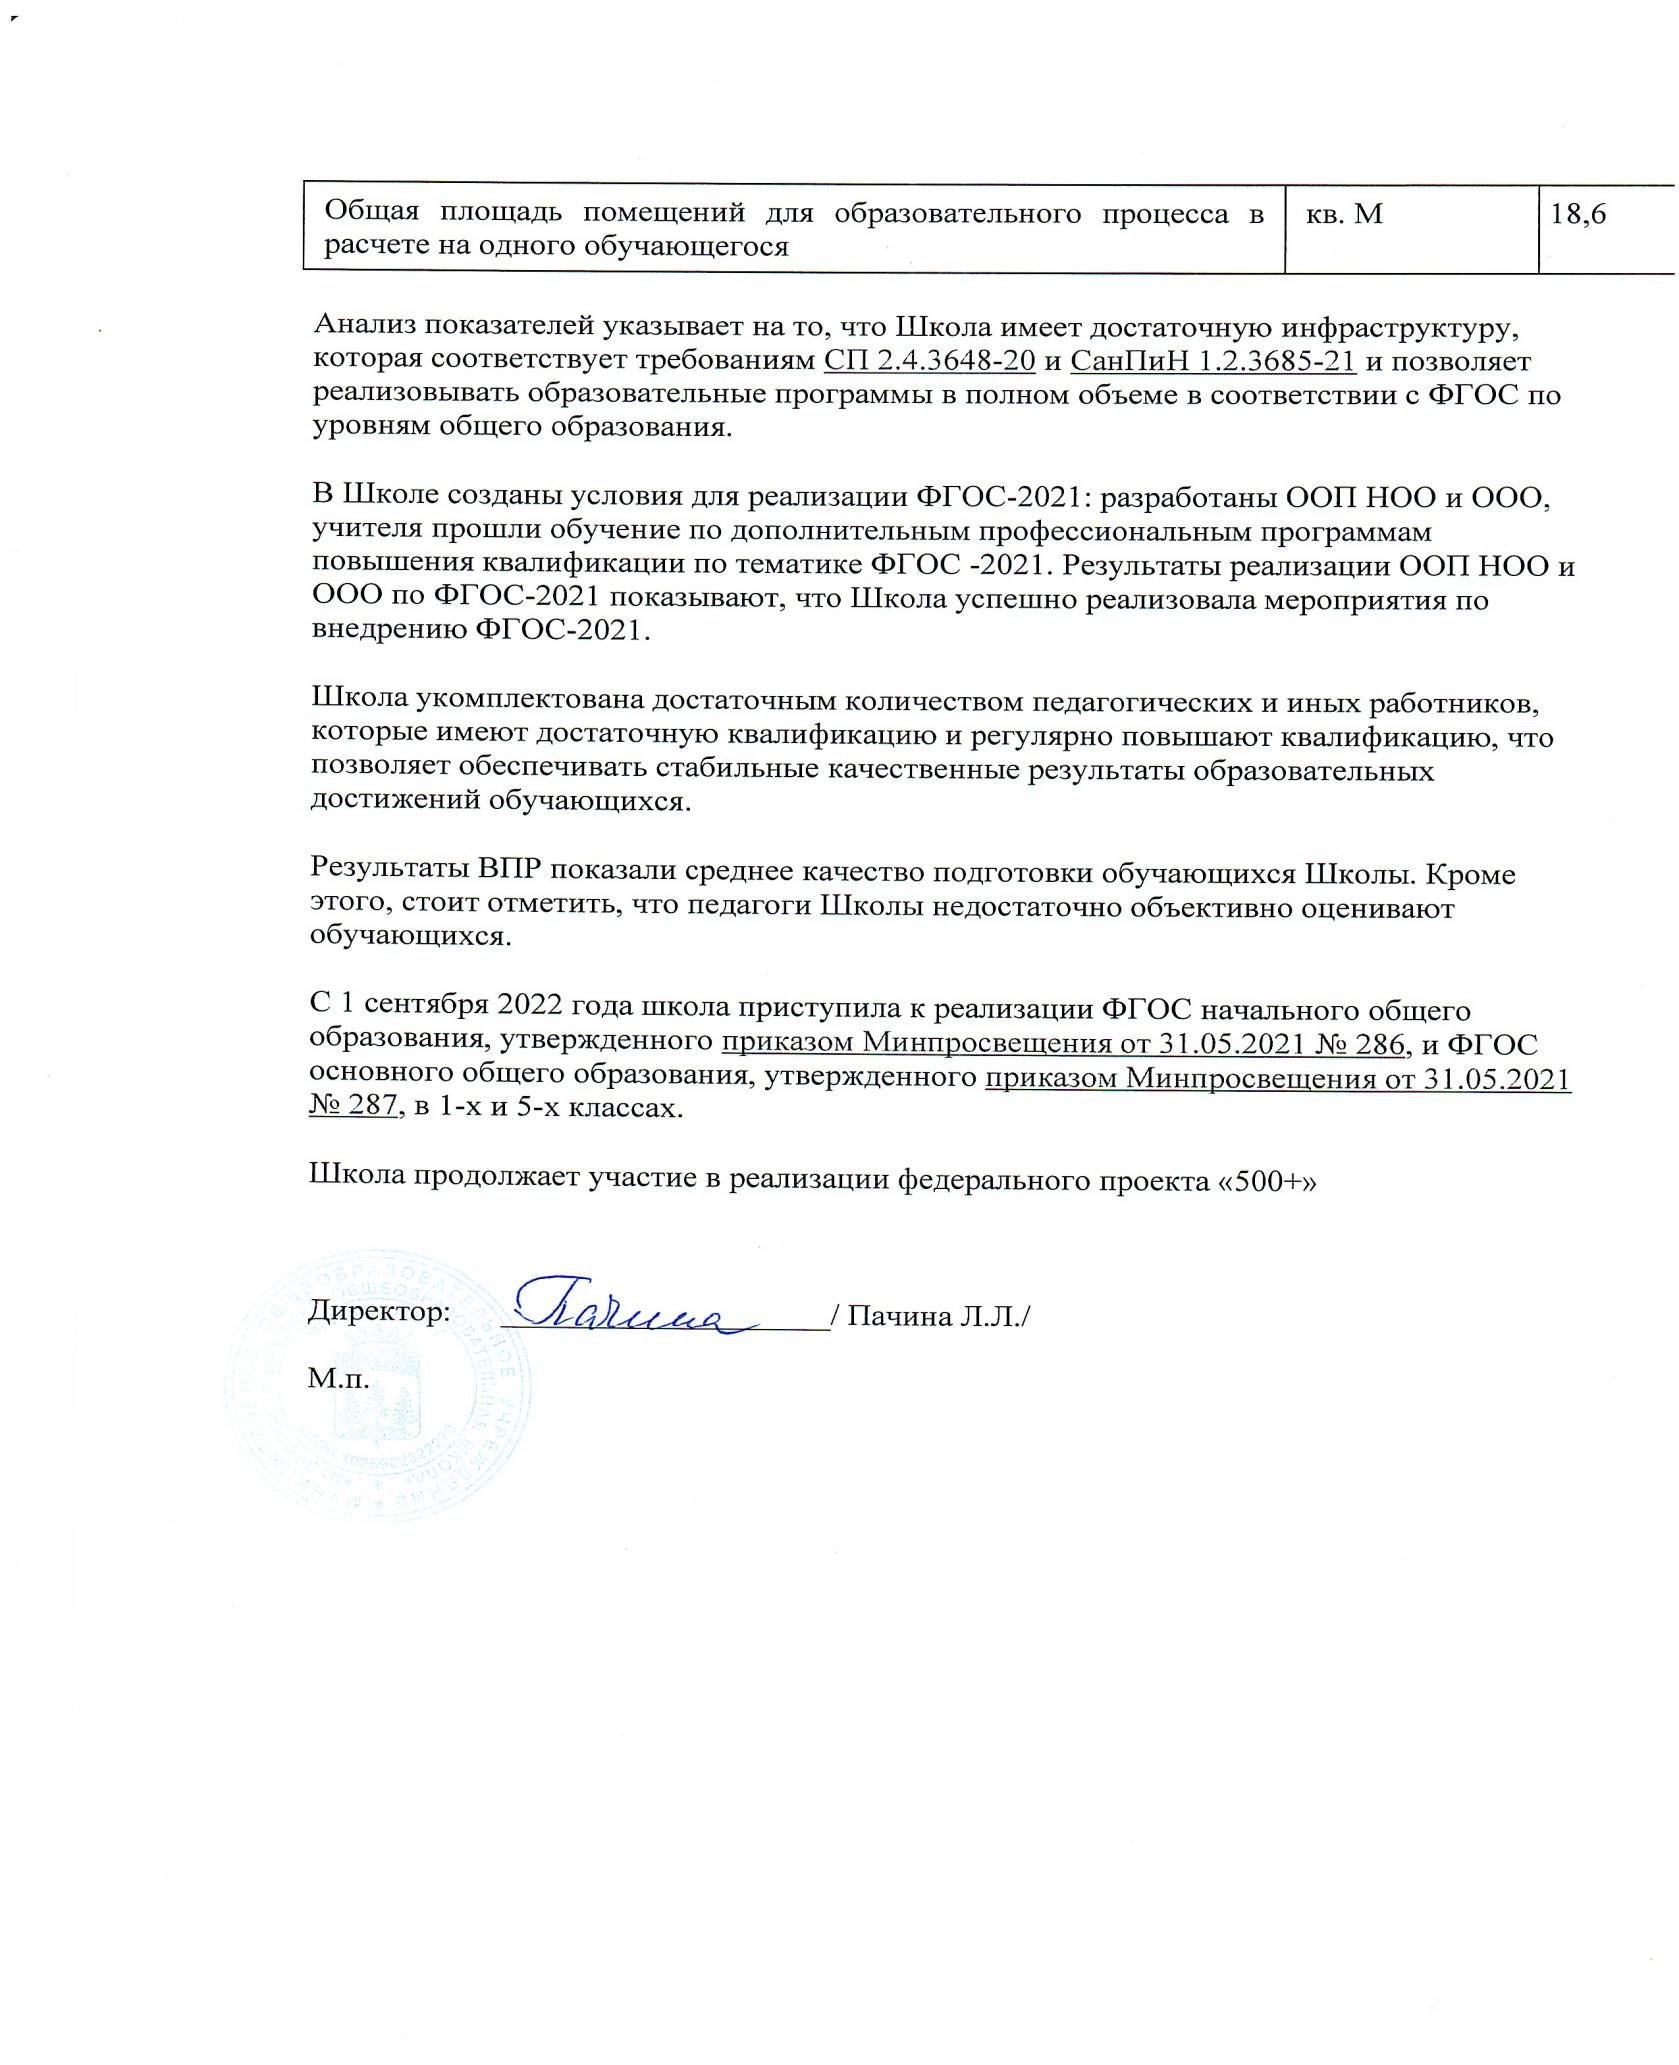 Общая площадь помещений для образовательного процесса в
расчете на одного обучающегося
кв. М
18,6
Анализ показателей указывает на то, что Школа имеет достаточную инфраструктуру,
которая соответствует требованиям СП 2.4.3648-20 и СанПиН 1.2.3685-21 и позволяет
реализовывать образовательные программы в полном объеме в соответствии с ФГОС по
уровням общего образования.
В Школе созданы условия для реализации ФГОС-2021: разработаны ООП НОО и ООО,
учителя прошли обучение по дополнительным профессиональным программам
повышения квалификации по тематике ФГОС -2021. Результаты реализации ООП НОО и
ООО по ФГОС-2021 показывают, что Школа успешно реализовала мероприятия по
внедрению ФГОС-2021.
Школа укомплектована достаточным количеством педагогических и иных работников,
которые имеют достаточную квалификацию и регулярно повышают квалификацию, что
позволяет обеспечивать стабильные качественные результаты образовательных
достижений обучающихся.
Результаты ВПР показали среднее качество подготовки обучающихся Школы. Кроме
этого, стоит отметить, что педагоги Школы недостаточно объективно оценивают
обучающихся.
С 1 сентября 2022 года школа приступила к реализации ФГОС начального общего
образования, утвержденного приказом Минпросвещения от 31.05.2021 № 286, и ФГОС
основного общего образования, утвержденного приказом Минпросвещения от 31.05.2021
№ 287, в 1-х и 5-х классах.
Школа продолжает участие в реализации федерального проекта «500+»
Директор: Пачина / Пачина Л.Л./
М.п.
ОБЩЕОБРАЗОВАТЕЛЬНОЕ УЧРЕЖДЕНИЕ
ОБЩЕОБРАЗОВАТЕЛЬНАЯ ШКОЛА